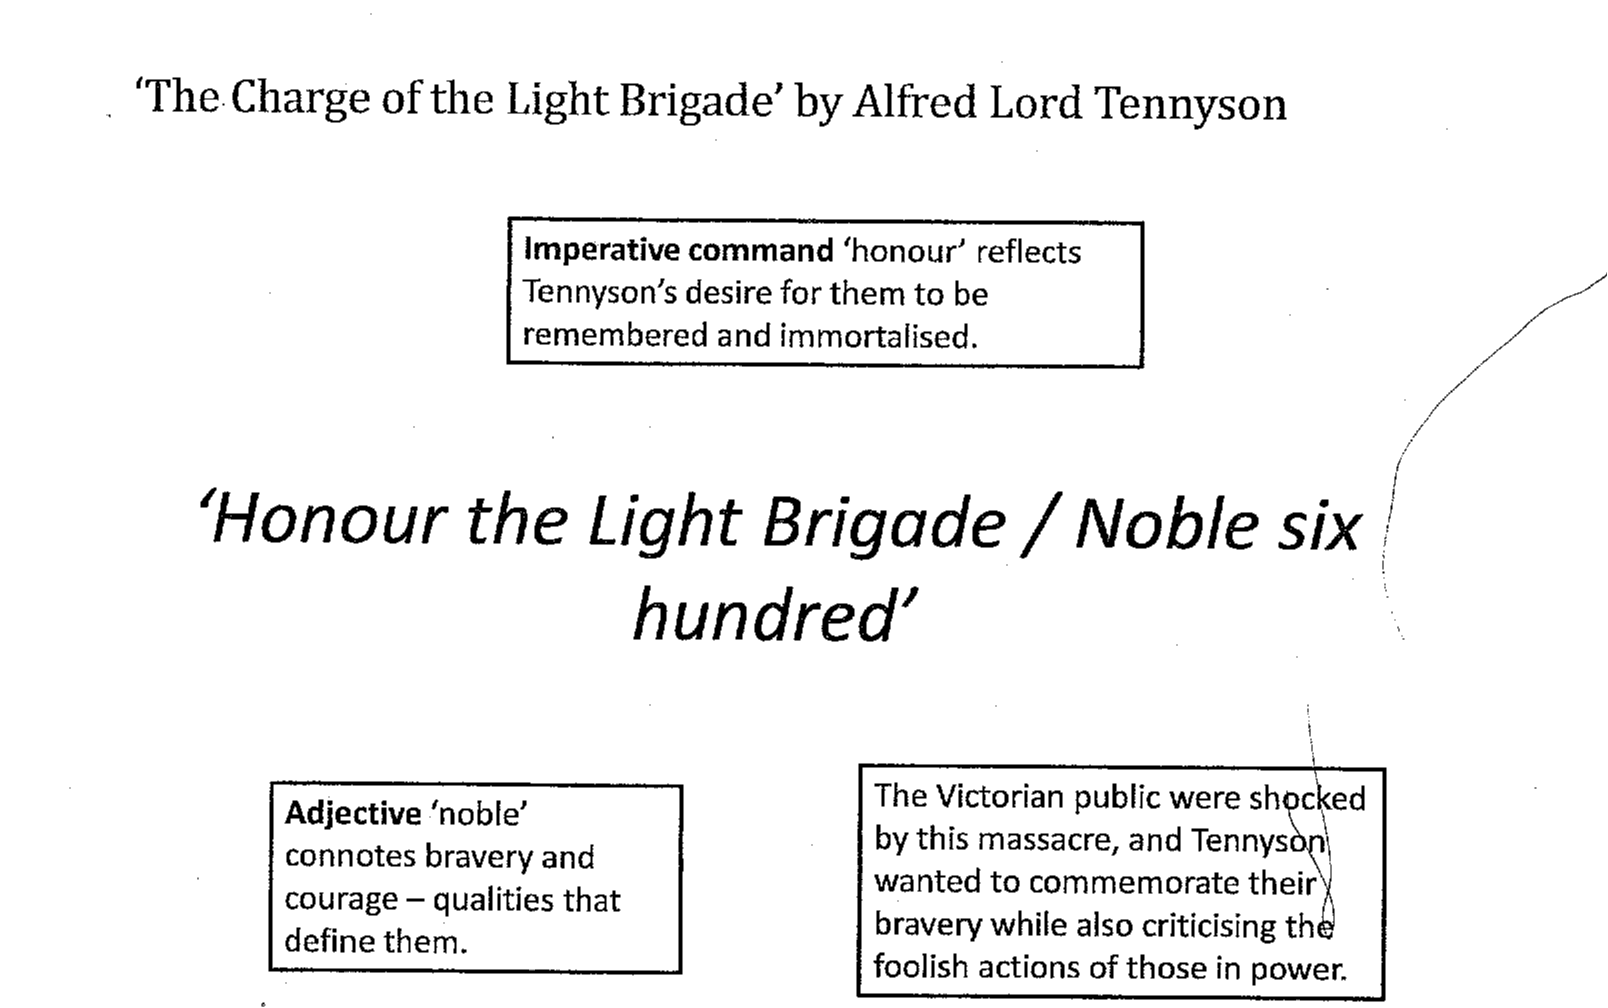 ‘The Charge of the Light Brigade’ by Alfred Lord Tennyson
Imperative command ‘honour’ reflects
Tennyson’s desire for them to be
remembered and immortalised.
‘Honour the Light Brigade / Noble six
hundred’
Adjective ‘noble’
connotes bravery and
courage – qualities that
define them.
The Victorian public were shocked
by this massacre, and Tennyson
wanted to commemorate their
bravery while also criticising the
foolish actions of those in power.